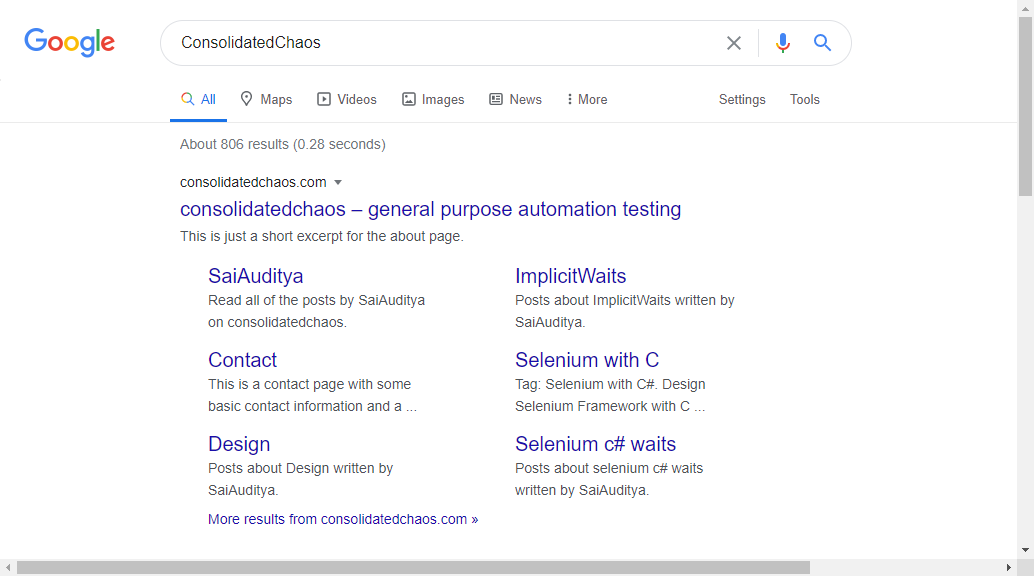 Google
ConsolidatedChaos
All Maps Videos Images News More Settings Tools
About 806 results (0.28 seconds)
consolidatedchaos.com
consolidatedchaos – general purpose automation testing
This is just a short excerpt for the about page.
SaiAuditya
Read all of the posts by SaiAuditya
on consolidatedchaos.
ImplicitWaits
Posts about ImplicitWaits written by
SaiAuditya.
Contact
This is a contact page with some
basic contact information and a ...
Selenium with C
Tag: Selenium with C#. Design
Selenium Framework with C ...
Design
Posts about Design written by
SaiAuditya.
Selenium c# waits
Posts about selenium c# waits
written by SaiAuditya.
More results from consolidatedchaos.com »